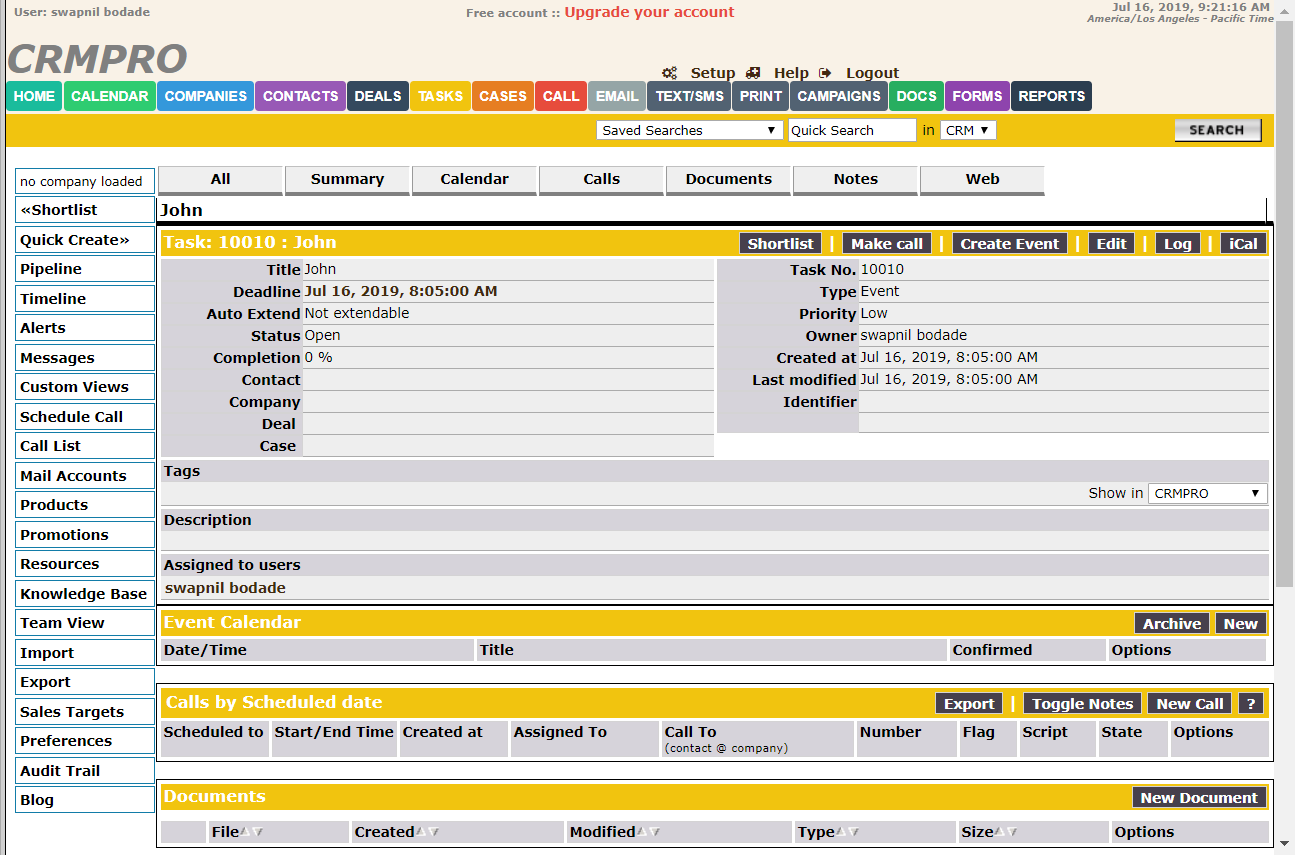 User: swapnil bodade
Free account :: Upgrade your account
Jul 16, 2019, 9:21:16 AM
America/Los Angeles - Pacific Time
CRMPRO
Setup Help Logout
HOME CALENDAR COMPANIES CONTACTS DEALS TASKS CASES CALL EMAIL TEXT/SMS PRINT CAMPAIGNS DOCS FORMS REPORTS
Saved Searches Quick Search in CRM SEARCH
no company loaded
«Shortlist
Quick Create»
Pipeline
Timeline
Alerts
Messages
Custom Views
Schedule Call
Call List
Mail Accounts
Products
Promotions
Resources
Knowledge Base
Team View
Import
Export
Sales Targets
Preferences
Audit Trail
Blog
All Summary Calendar Calls Documents Notes Web
John
Task: 10010 : John Shortlist | Make call | Create Event | Edit | Log | iCal
Title John
Deadline Jul 16, 2019, 8:05:00 AM
Auto Extend Not extendable
Status Open
Completion 0 %
Contact
Company
Deal
Case
Task No. 10010
Type Event
Priority Low
Owner swapnil bodade
Created at Jul 16, 2019, 8:05:00 AM
Last modified Jul 16, 2019, 8:05:00 AM
Identifier
Tags
Show in CRMPRO
Description
Assigned to users
swapnil bodade
Event Calendar Archive New
Date/Time Title Confirmed Options
Calls by Scheduled date Export | Toggle Notes New Call ?
Scheduled to Start/End Time Created at Assigned To Call To Number Flag Script State Options
(contact @ company)
Documents New Document
File Created Modified Type Size Options